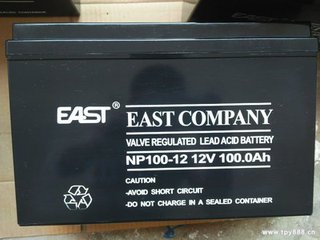 EAST®
EAST COMPANY
VALVE REGULATED LEAD ACID BATTERY
NP100-12 12V 100.0Ah
CAUTION:
-AVOID SHORT CIRCUIT
-DO NOT CHARGE IN A SEALED CONTAINER
www.tpy888.cn